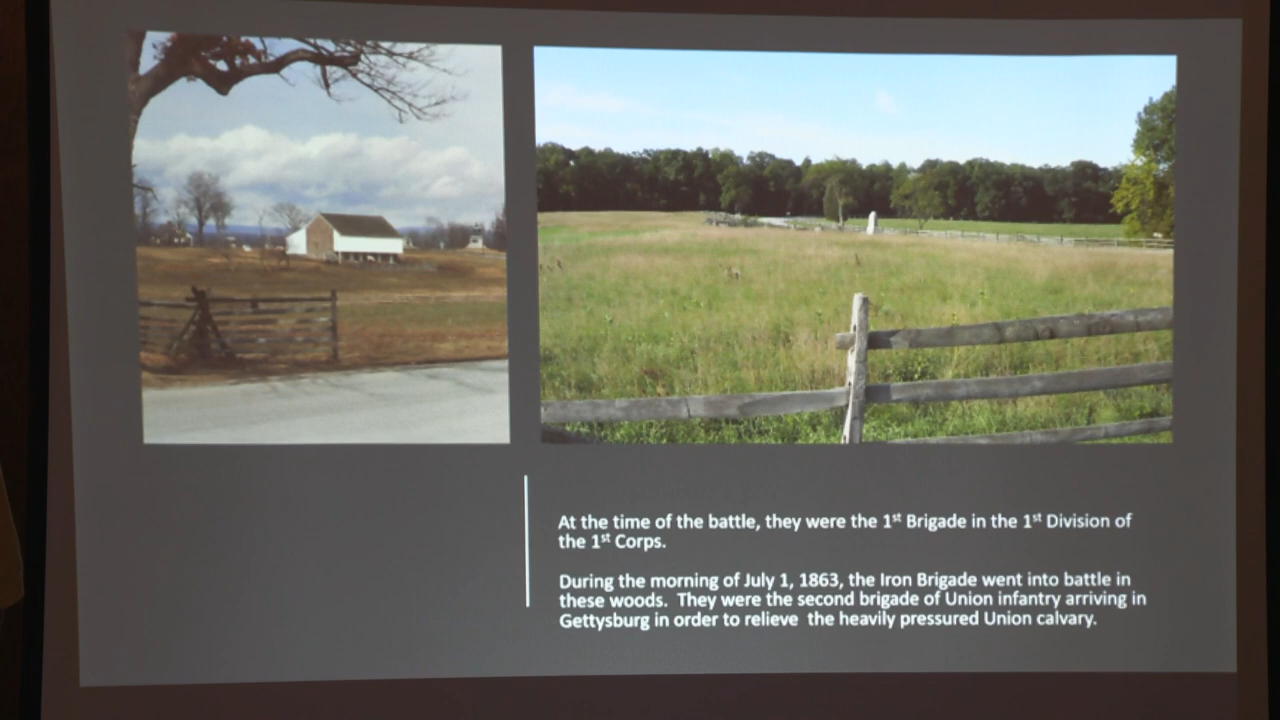 At the time of the battle, they were the 1st Brigade in the 1st Division of
the 1st Corps.
During the morning of July 1, 1863, the Iron Brigade went into battle in
these woods.  They were the second brigade of Union infantry arriving in
Gettysburg in order to relieve  the heavily pressured Union calvary.